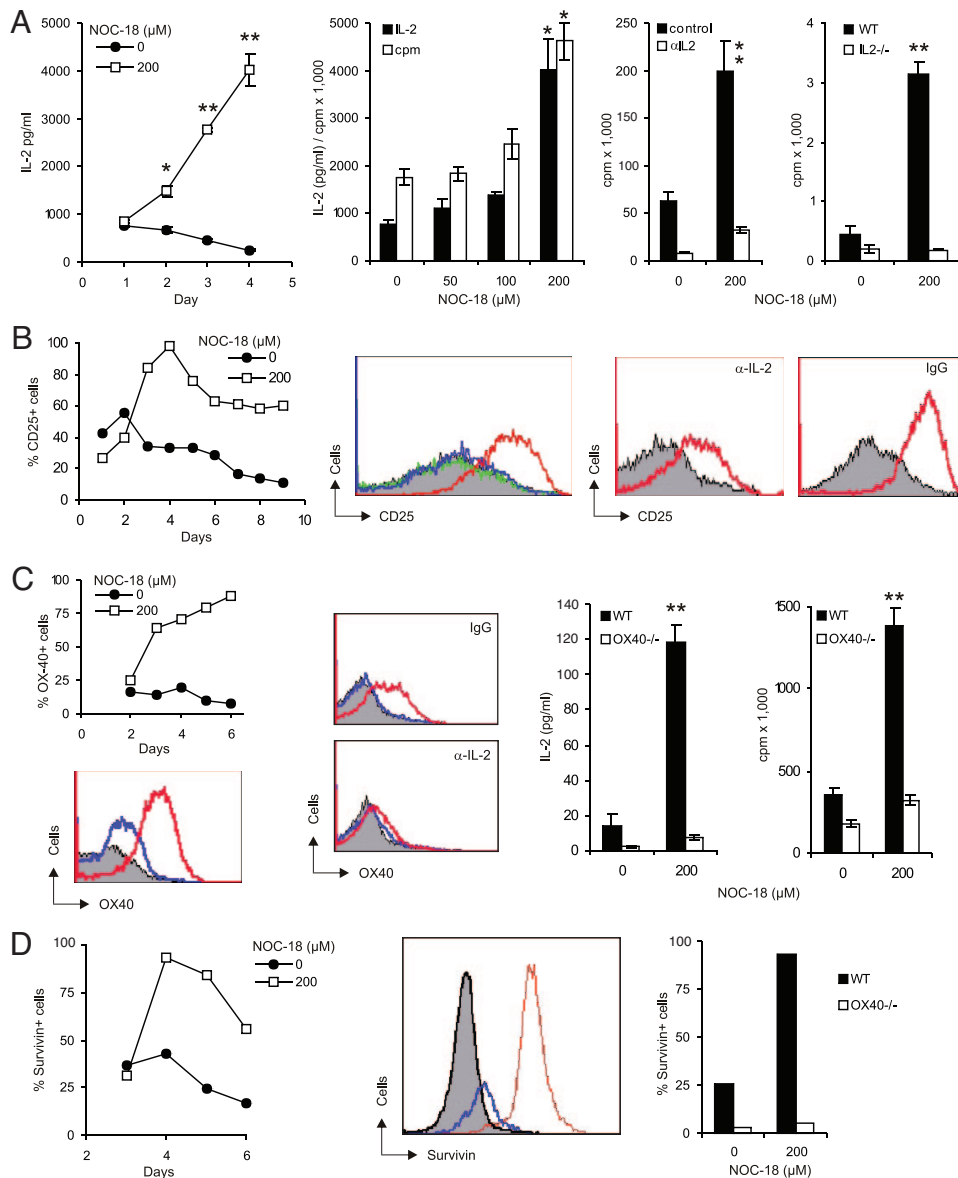 A
NOC-18 (µM)
0
200
IL-2 pg/ml
6000
5000
4000
3000
2000
1000
0
*
**
**
0 1 2 3 4 5
Day
IL-2
cpm
IL-2 (pg/ml) / cpm x 1,000
5000
4000
3000
2000
1000
0
* *
0 50 100 200
NOC-18 (µM)
control
αIL2
cpm x 1,000
250
200
150
100
50
0
**
0 200
WT
IL2-/-
cpm x 1,000
4
3
2
1
0
**
0 200
NOC-18 (µM)
B
NOC-18 (µM)
0
200
% CD25+ cells
100
80
60
40
20
0
0 2 4 6 8 10
Days
Cells
CD25
α-IL-2
Cells
CD25
IgG
C
NOC-18 (µM)
0
200
% OX-40+ cells
100
75
50
25
0
2 4 6
Days
Cells
OX40
IgG
Cells
α-IL-2
Cells
OX40
WT
OX40-/-
IL-2 (pg/ml)
140
120
100
80
60
40
20
0
**
0 200
WT
OX40-/-
cpm x 1,000
1500
1000
500
0
**
0 200
NOC-18 (µM)
D
NOC-18 (µM)
0
200
% Survivin+ cells
100
75
50
25
0
2 4 6
Days
Cells
Survivin
WT
OX40-/-
% Survivin+ cells
100
75
50
25
0
0 200
NOC-18 (µM)